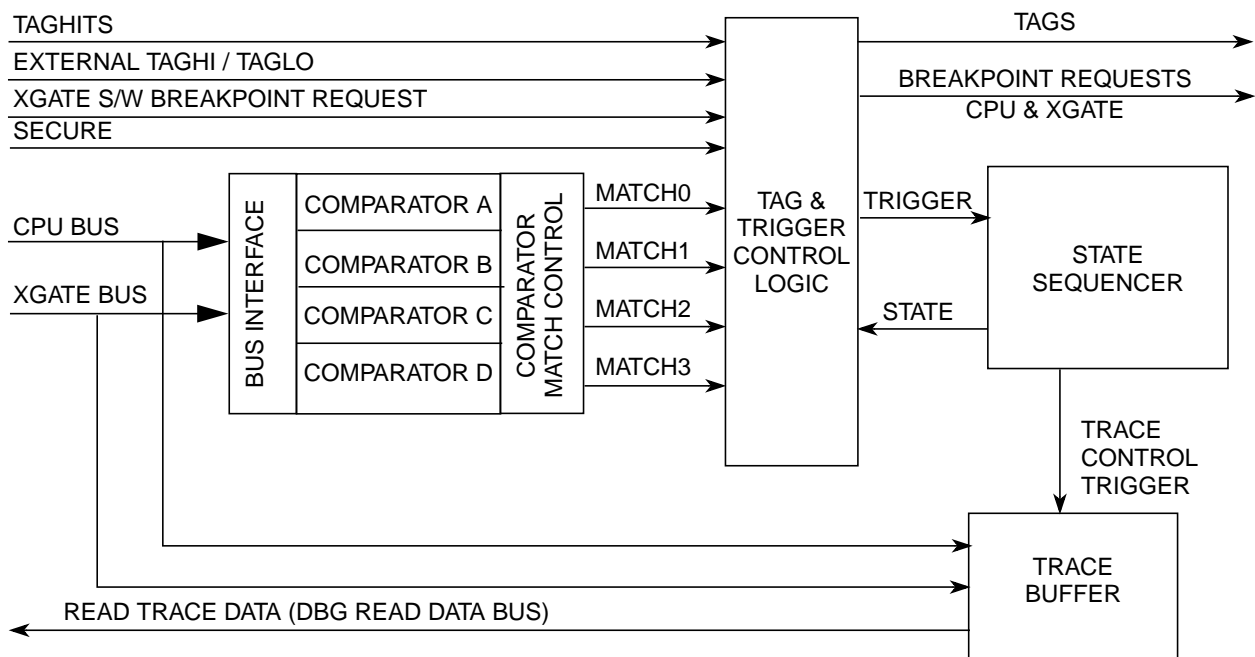 TAGHITS
EXTERNAL TAGHI / TAGLO
XGATE S/W BREAKPOINT REQUEST
SECURE
TAGS
BREAKPOINT REQUESTS
CPU & XGATE
CPU BUS
XGATE BUS
BUS INTERFACE
COMPARATOR A
COMPARATOR B
COMPARATOR C
COMPARATOR D
COMPARATOR
MATCH CONTROL
MATCH0
MATCH1
MATCH2
MATCH3
TAG &
TRIGGER
CONTROL
LOGIC
TRIGGER
STATE
STATE
SEQUENCER
TRACE
CONTROL
TRIGGER
TRACE
BUFFER
READ TRACE DATA (DBG READ DATA BUS)